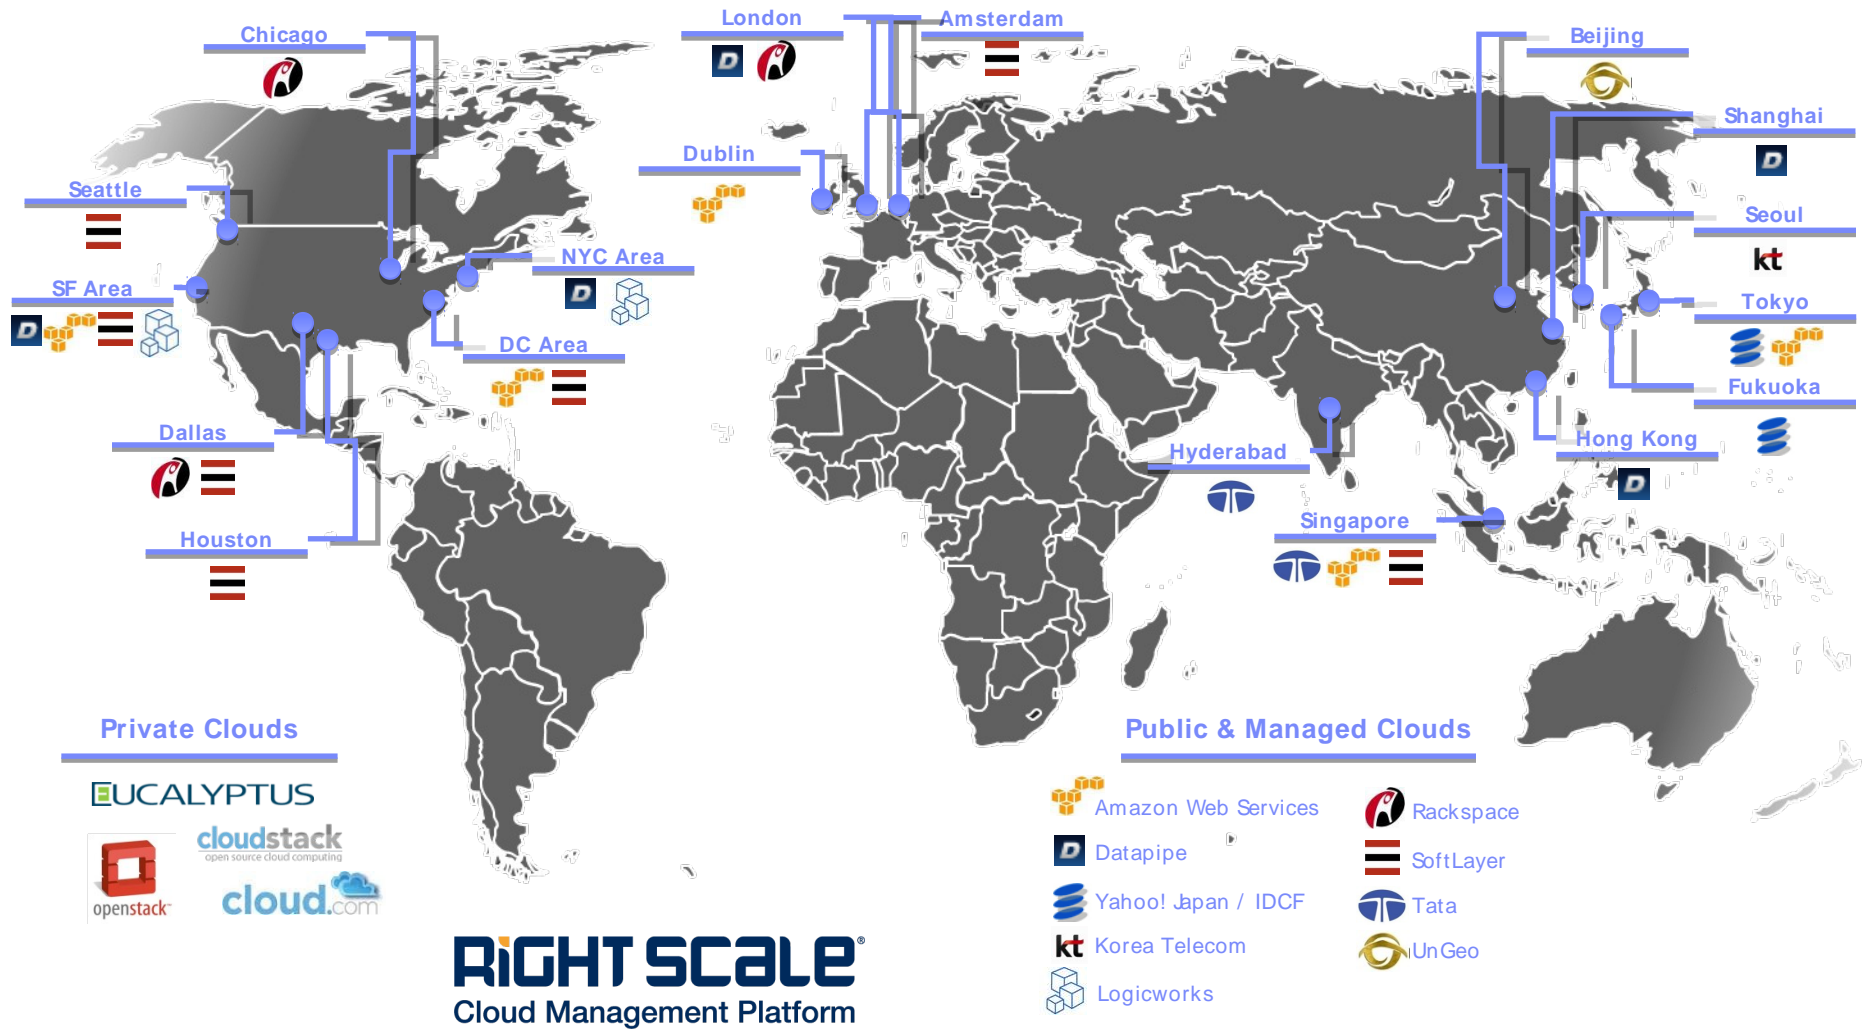 Chicago
London
Amsterdam
Beijing
Shanghai
Dublin
Seattle
Seoul
NYC Area
SF Area
Tokyo
DC Area
Fukuoka
Dallas
Hong Kong
Hyderabad
Singapore
Houston
kt
Private Clouds
EUCALYPTUS
openstack
cloudstack
open source cloud computing
cloud.com
Public & Managed Clouds
Amazon Web Services
Datapipe
Yahoo! Japan / IDCF
kt Korea Telecom
Logicworks
Rackspace
SoftLayer
Tata
UnGeo
RiGHT SCaLe®
Cloud Management Platform